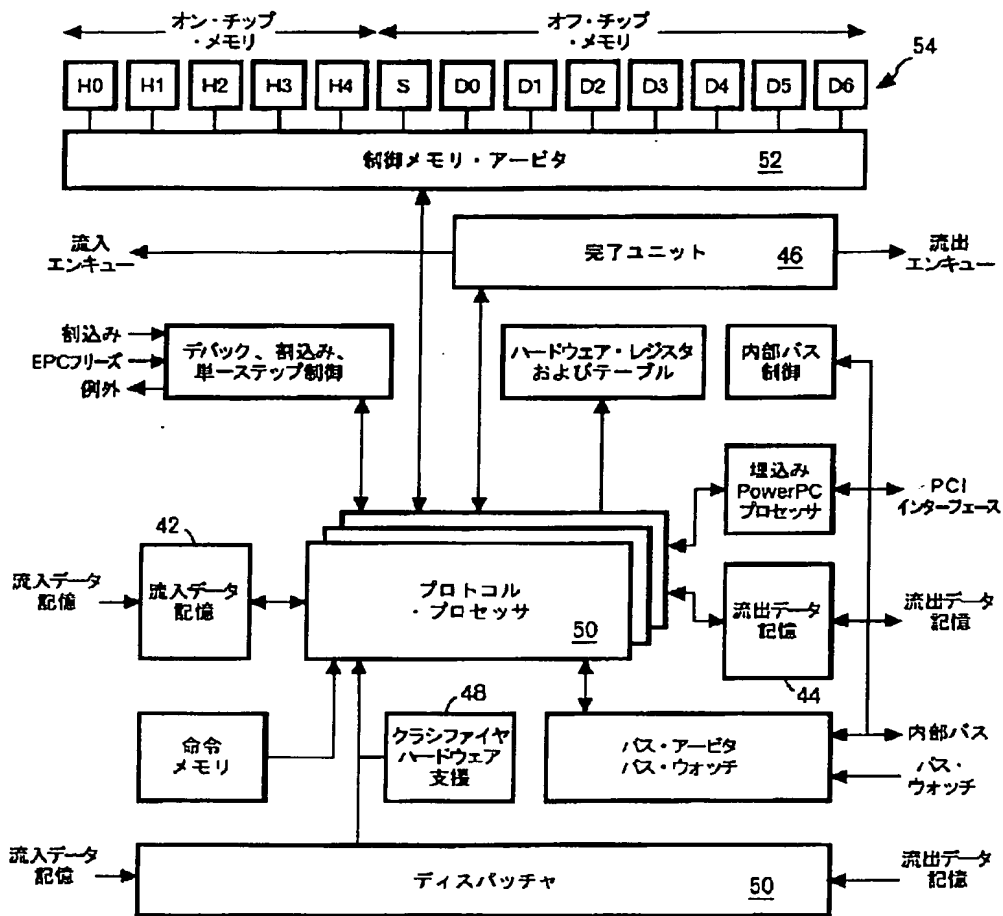 オン・チップ
・メモリ
オフ・チップ
・メモリ
54
H0 H1 H2 H3 H4 S D0 D1 D2 D3 D4 D5 D6
制御メモリ・アービタ 52
流入
エンキュー
完了ユニット 46
流出
エンキュー
割込み
EPCフリーズ
例外
デバック、割込み、
単一ステップ制御
ハードウェア・レジスタ
およびテーブル
内部バス
制御
埋込み
PowerPC
プロセッサ
PCI
インターフェース
42
流入データ
記憶
流入データ
記憶
プロトコル
・プロセッサ
50
流出データ
記憶
44
流出データ
記憶
命令
メモリ
48
クラシファイヤ
ハードウェア
支援
バス・アービタ
バス・ウォッチ
内部バス
バス・
ウォッチ
流入データ
記憶
ディスパッチャ 50
流出データ
記憶